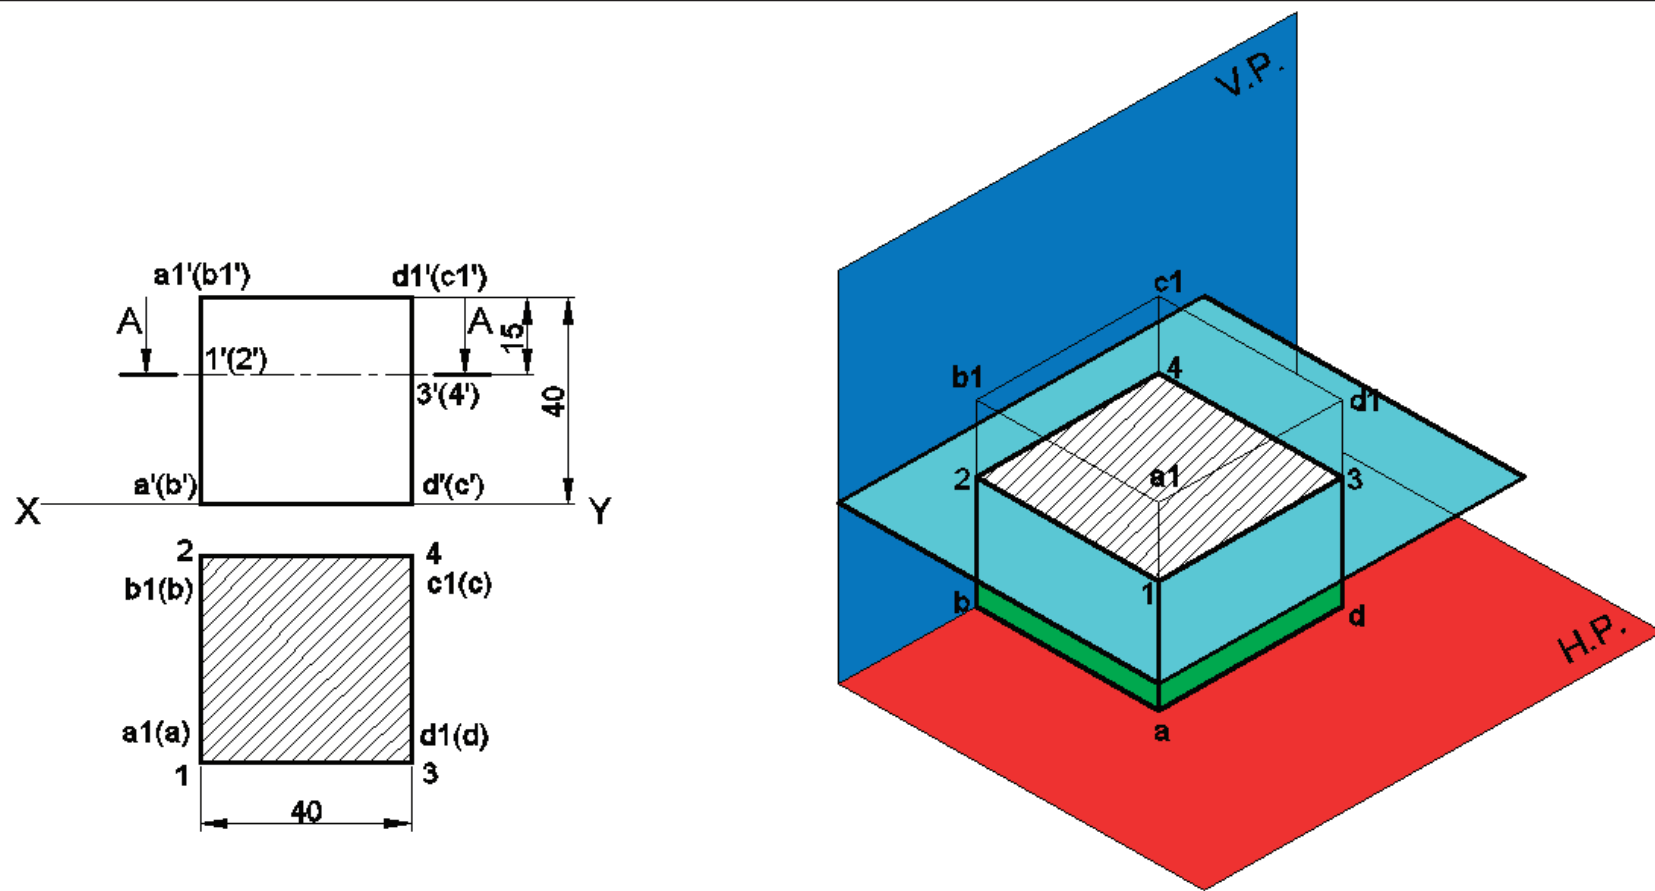 a1'(b1') d1'(c1')
A A
15
1'(2')
3'(4')
40
a'(b') d'(c')
X Y
2 4
b1(b) c1(c)
a1(a) d1(d)
1 3
40
V.P.
c1
4
b1 d1
2 a1 3
1
b d
H.P.
a